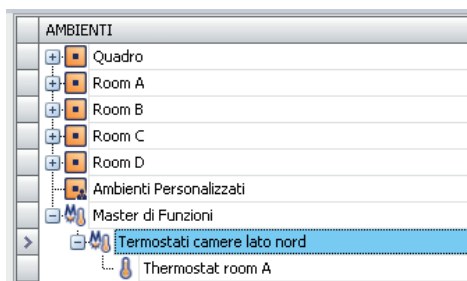 AMBIENTI
Quadro
Room A
Room B
Room C
Room D
Ambienti Personalizzati
Master di Funzioni
Termostati camere lato nord
Thermostat room A